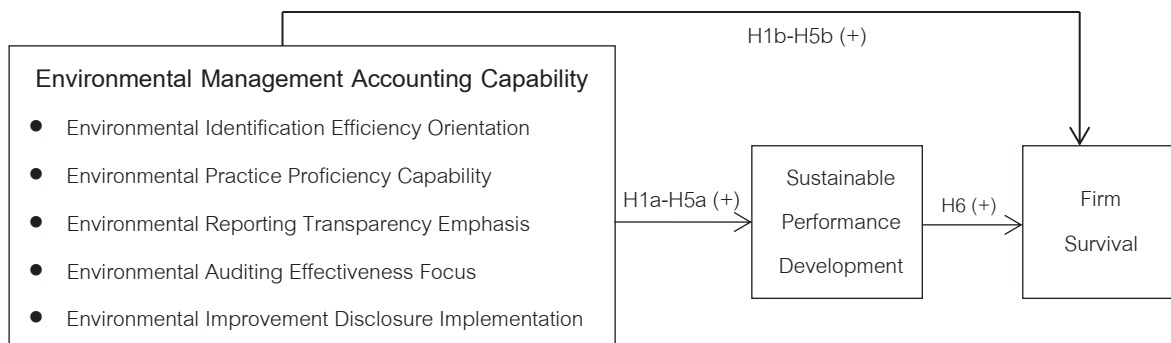 H1b-H5b (+)
Environmental Management Accounting Capability
● Environmental Identification Efficiency Orientation
● Environmental Practice Proficiency Capability
● Environmental Reporting Transparency Emphasis
● Environmental Auditing Effectiveness Focus
● Environmental Improvement Disclosure Implementation
H1a-H5a (+)
Sustainable
Performance
Development
H6 (+)
Firm
Survival